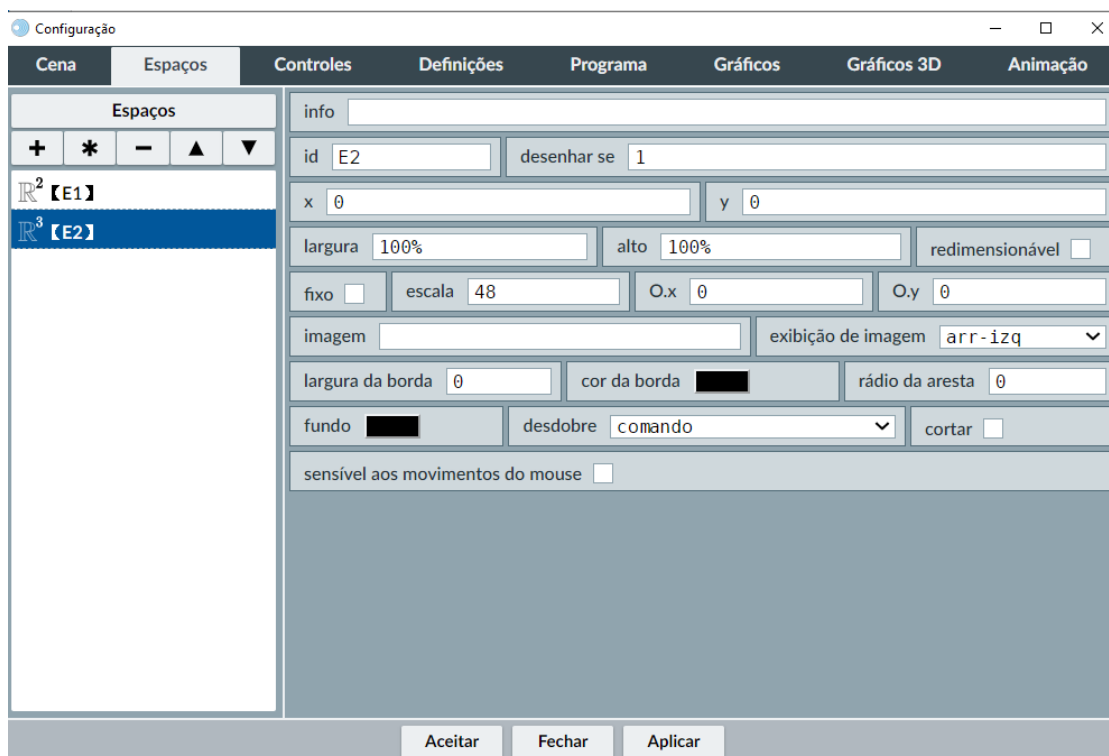 Configuração
Cena Espaços Controles Definições Programa Gráficos Gráficos 3D Animação
Espaços
+ * − ▲ ▼
ℝ² 【E1】
ℝ³ 【E2】
info
id E2 desenhar se 1
x 0 y 0
largura 100% alto 100% redimensionável
fixo escala 48 O.x 0 O.y 0
imagem exibição de imagem arr-izq
largura da borda 0 cor da borda rádio da aresta 0
fundo desdobre comando cortar
sensível aos movimentos do mouse
Aceitar Fechar Aplicar